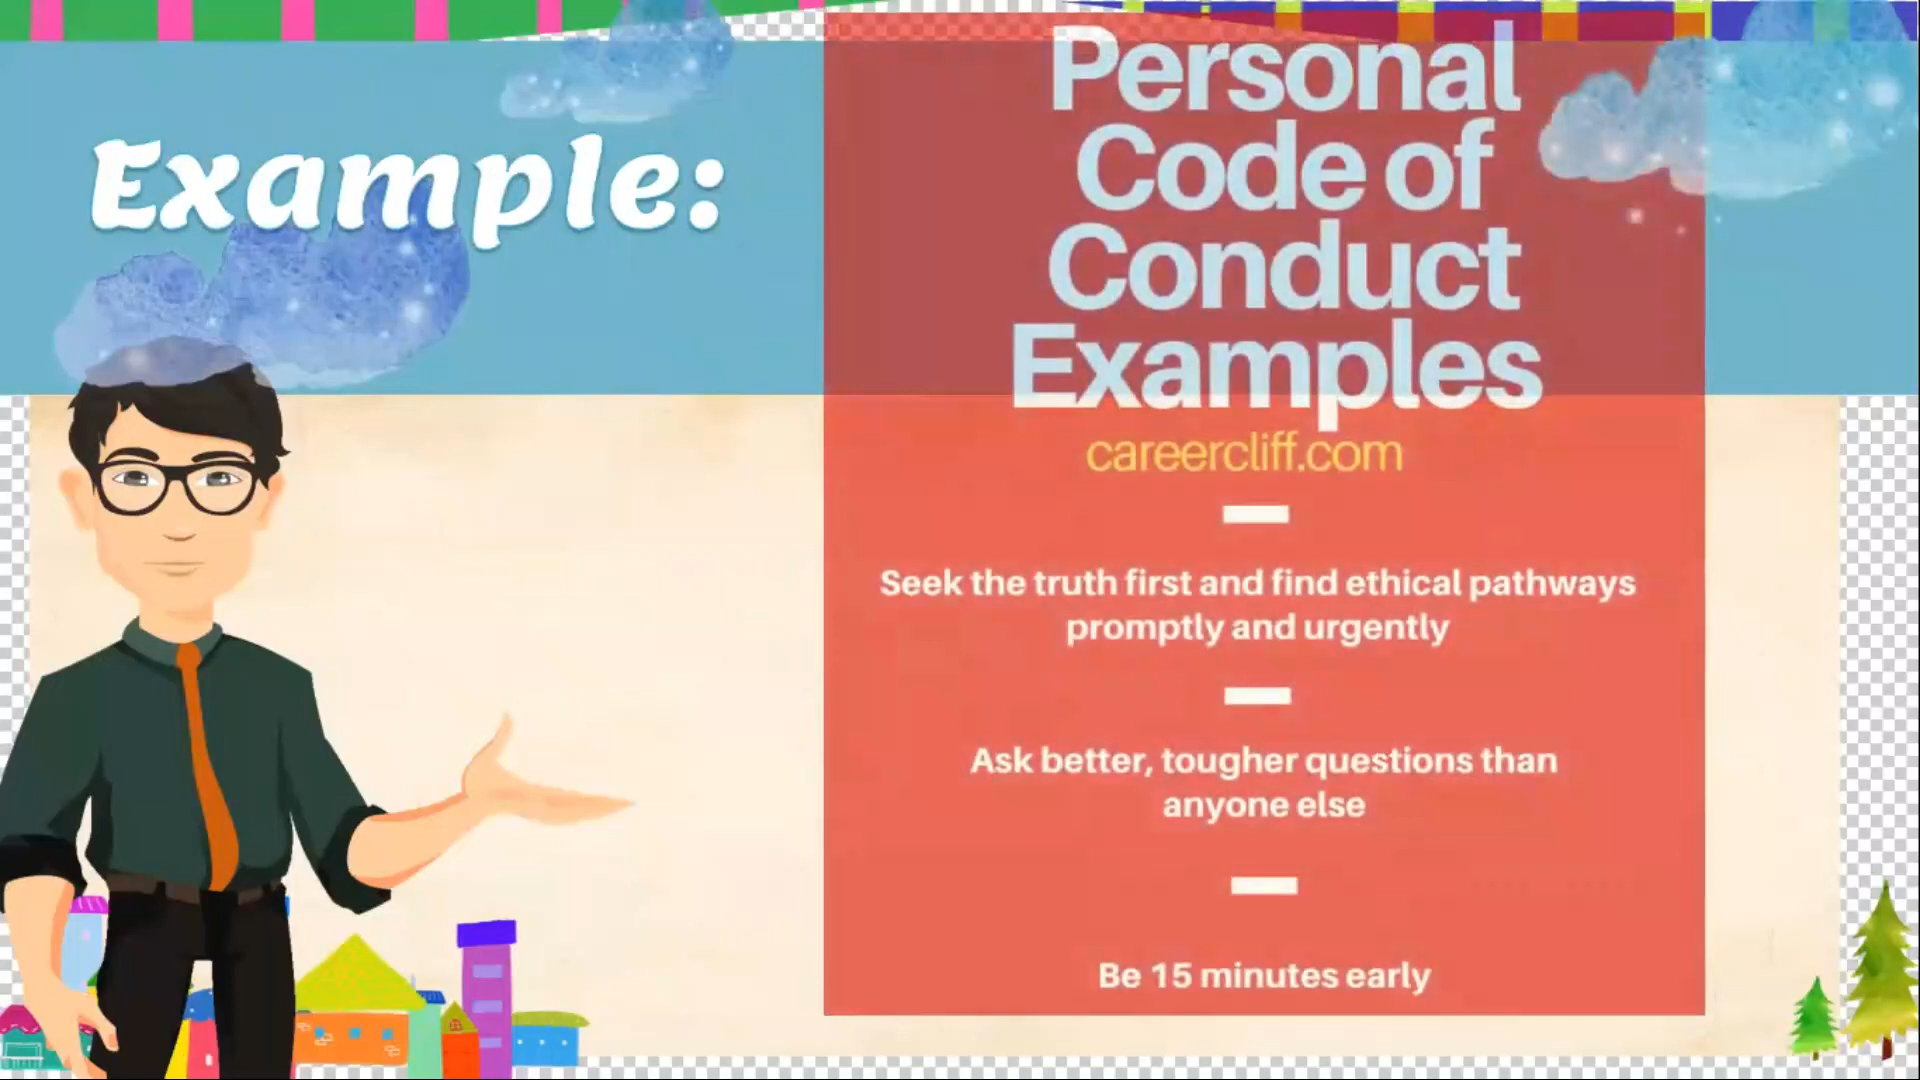 Example:
Personal
Code of
Conduct
Examples
careercliff.com
Seek the truth first and find ethical pathways
promptly and urgently
Ask better, tougher questions than
anyone else
Be 15 minutes early